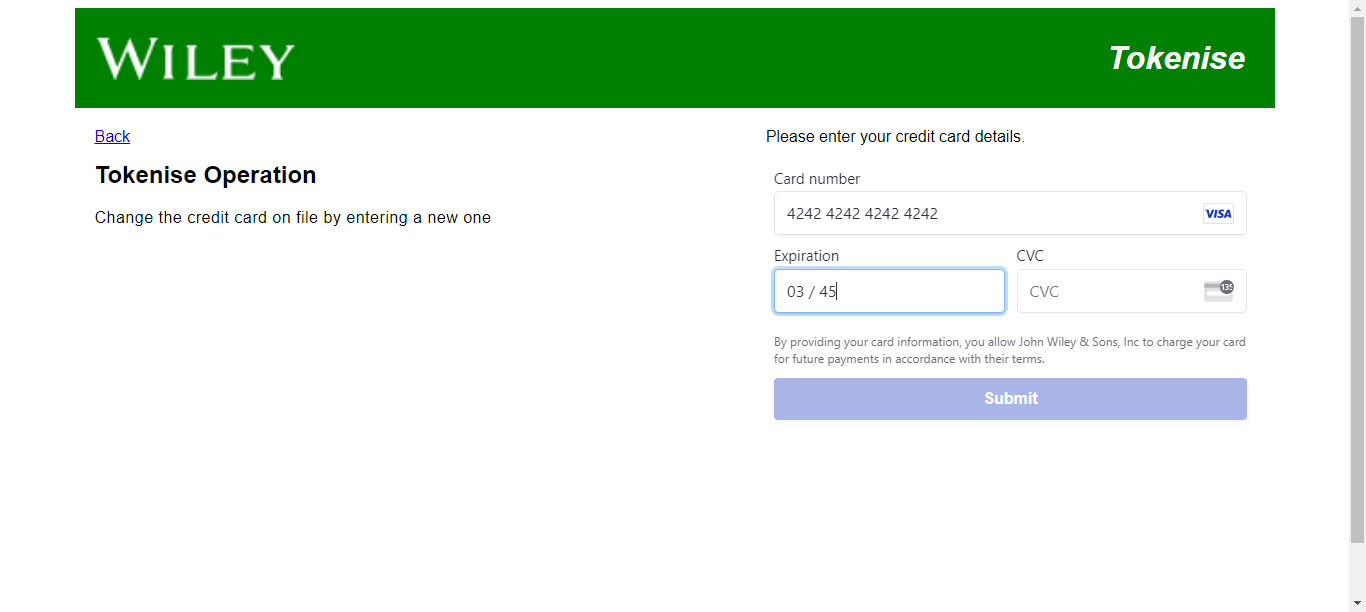 WILEY
Tokenise
Back
Tokenise Operation
Change the credit card on file by entering a new one
Please enter your credit card details.
Card number
4242 4242 4242 4242
VISA
Expiration
CVC
03 / 45
CVC
135
By providing your card information, you allow John Wiley & Sons, Inc to charge your card
for future payments in accordance with their terms.
Submit